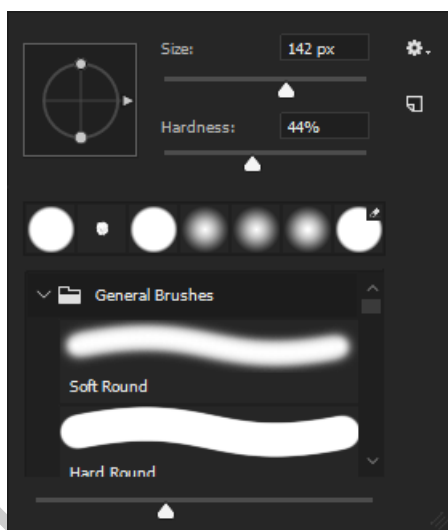 Size: 142 px
Hardness: 44%
General Brushes
Soft Round
Hard Round